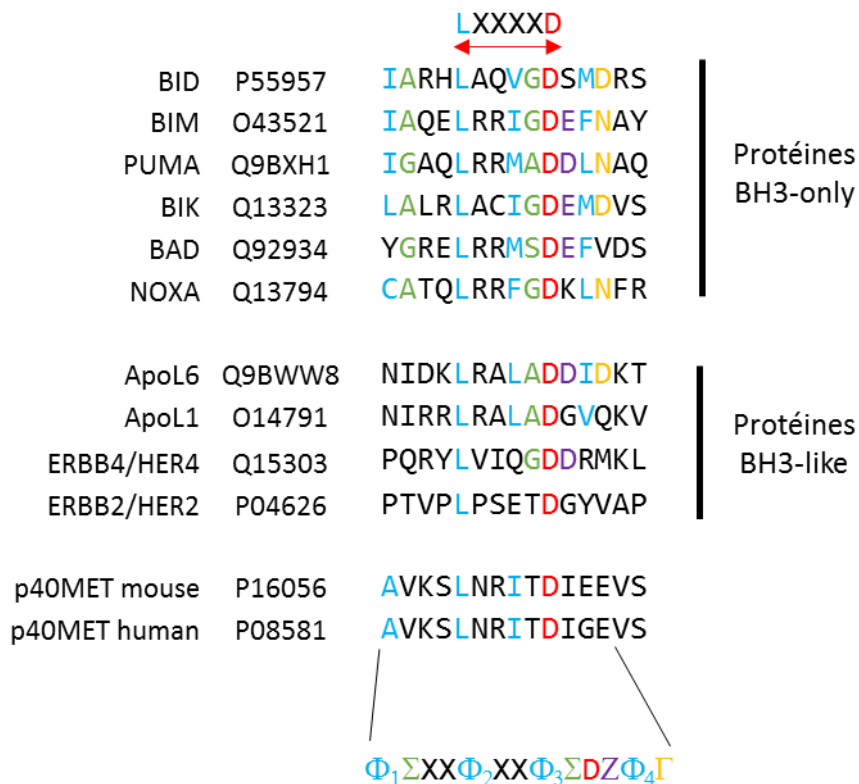 LXXXXD
BID P55957 IARHLAQVGDSMDRS
BIM O43521 IAQELRRIGDEFNAY
PUMA Q9BXH1 IGAQLRRMADDLNAQ
BIK Q13323 LALRLACIGDEMDVS
BAD Q92934 YGRELRRMSDEFVDS
NOXA Q13794 CATQLRRFGDKLNFR
Protéines
BH3-only
ApoL6 Q9BWW8 NIDKLRALADDIDKT
ApoL1 O14791 NIRRLRALADGVQKV
ERBB4/HER4 Q15303 PQRYLVIQGDDRMKL
ERBB2/HER2 P04626 PTVPLPSETDGYVAP
Protéines
BH3-like
p40MET mouse P16056 AVKSLNRITDIEEVS
p40MET human P08581 AVKSLNRITDIGEVS
Φ₁ΣXXΦ₂XXΦ₃ΣDZΦ₄Γ